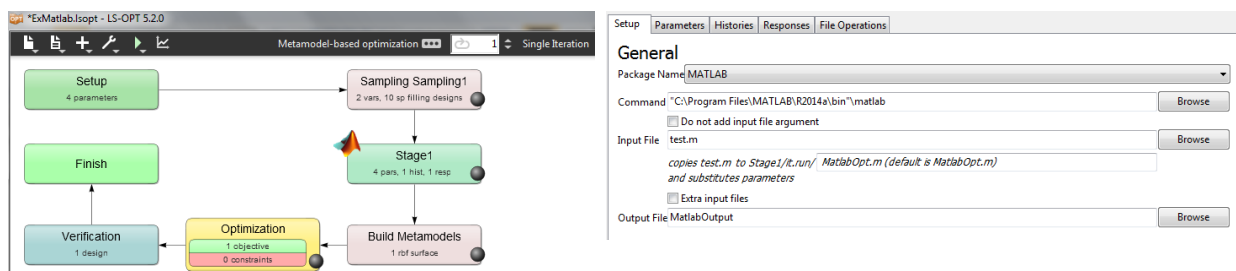 *ExMatlab.lsopt - LS-OPT 5.2.0
Metamodel-based optimization 1 Single Iteration
Setup
4 parameters
Sampling Sampling1
2 vars, 10 sp filling designs
Stage1
4 pars, 1 hist, 1 resp
Finish
Verification
1 design
Optimization
1 objective
0 constraints
Build Metamodels
1 rbf surface
Setup Parameters Histories Responses File Operations
General
Package Name MATLAB
Command "C:\Program Files\MATLAB\R2014a\bin"\matlab Browse
Do not add input file argument
Input File test.m Browse
copies test.m to Stage1/it.run/ MatlabOpt.m (default is MatlabOpt.m)
and substitutes parameters
Extra input files
Output File MatlabOutput Browse